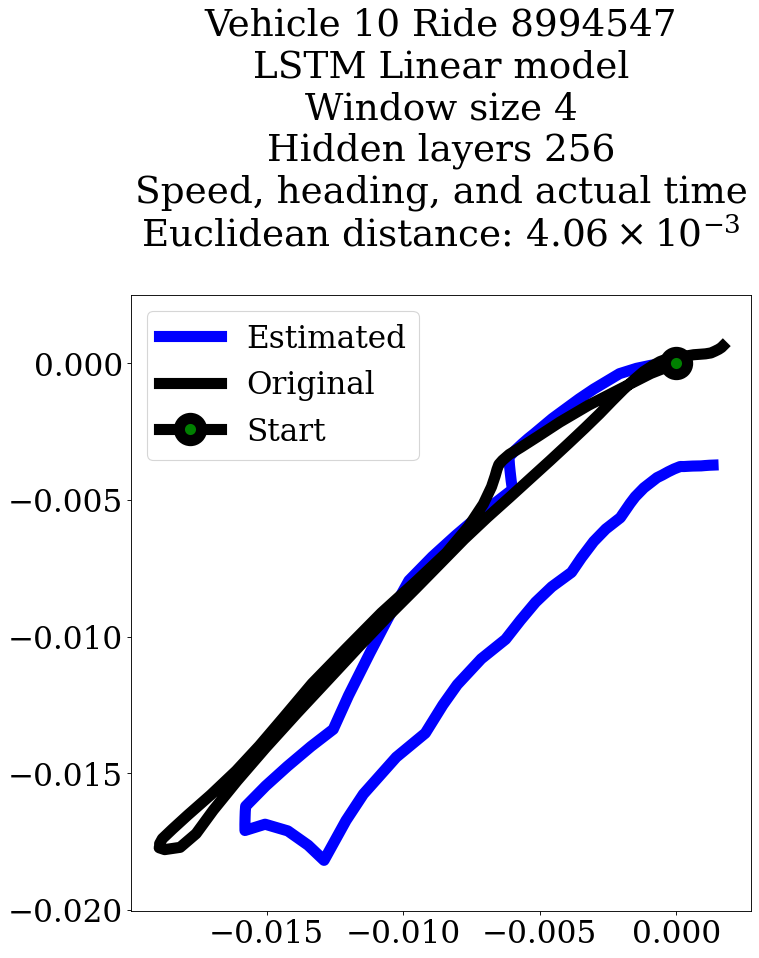 Vehicle 10 Ride 8994547
LSTM Linear model
Window size 4
Hidden layers 256
Speed, heading, and actual time
Euclidean distance: 4.06 × 10⁻³
Estimated
Original
Start
0.000
−0.005
−0.010
−0.015
−0.020
−0.015 −0.010 −0.005 0.000